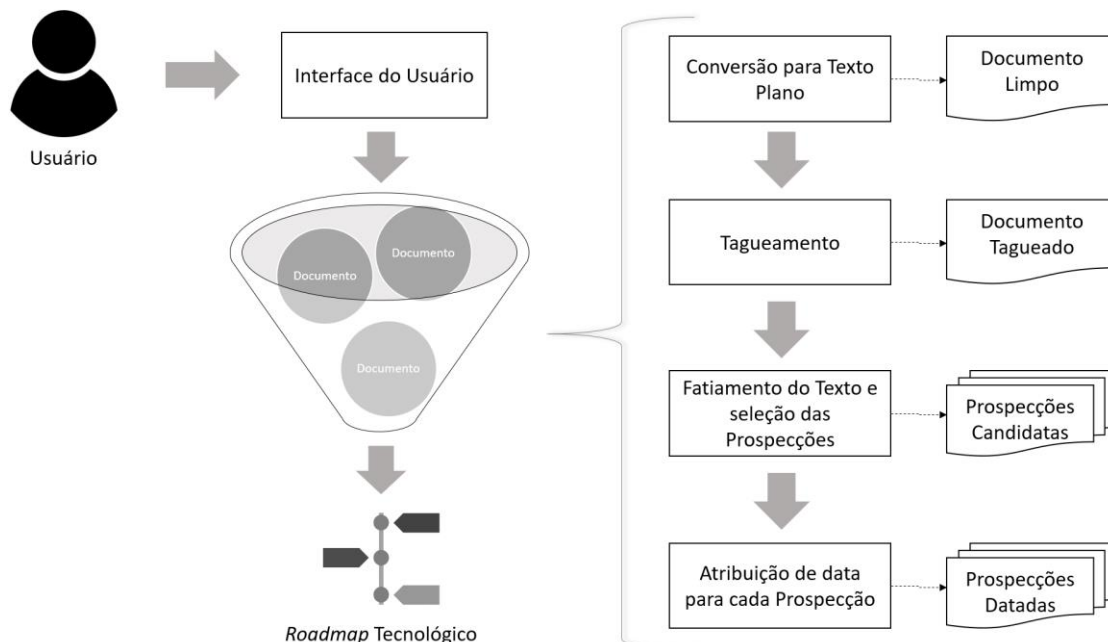 Usuário
Interface do Usuário
Documento
Documento
Documento
Roadmap Tecnológico
Conversão para Texto
Plano
Documento
Limpo
Tagueamento
Documento
Tagueado
Fatiamento do Texto e
seleção das
Prospecções
Prospecções
Candidatas
Atribuição de data
para cada Prospecção
Prospecções
Datadas